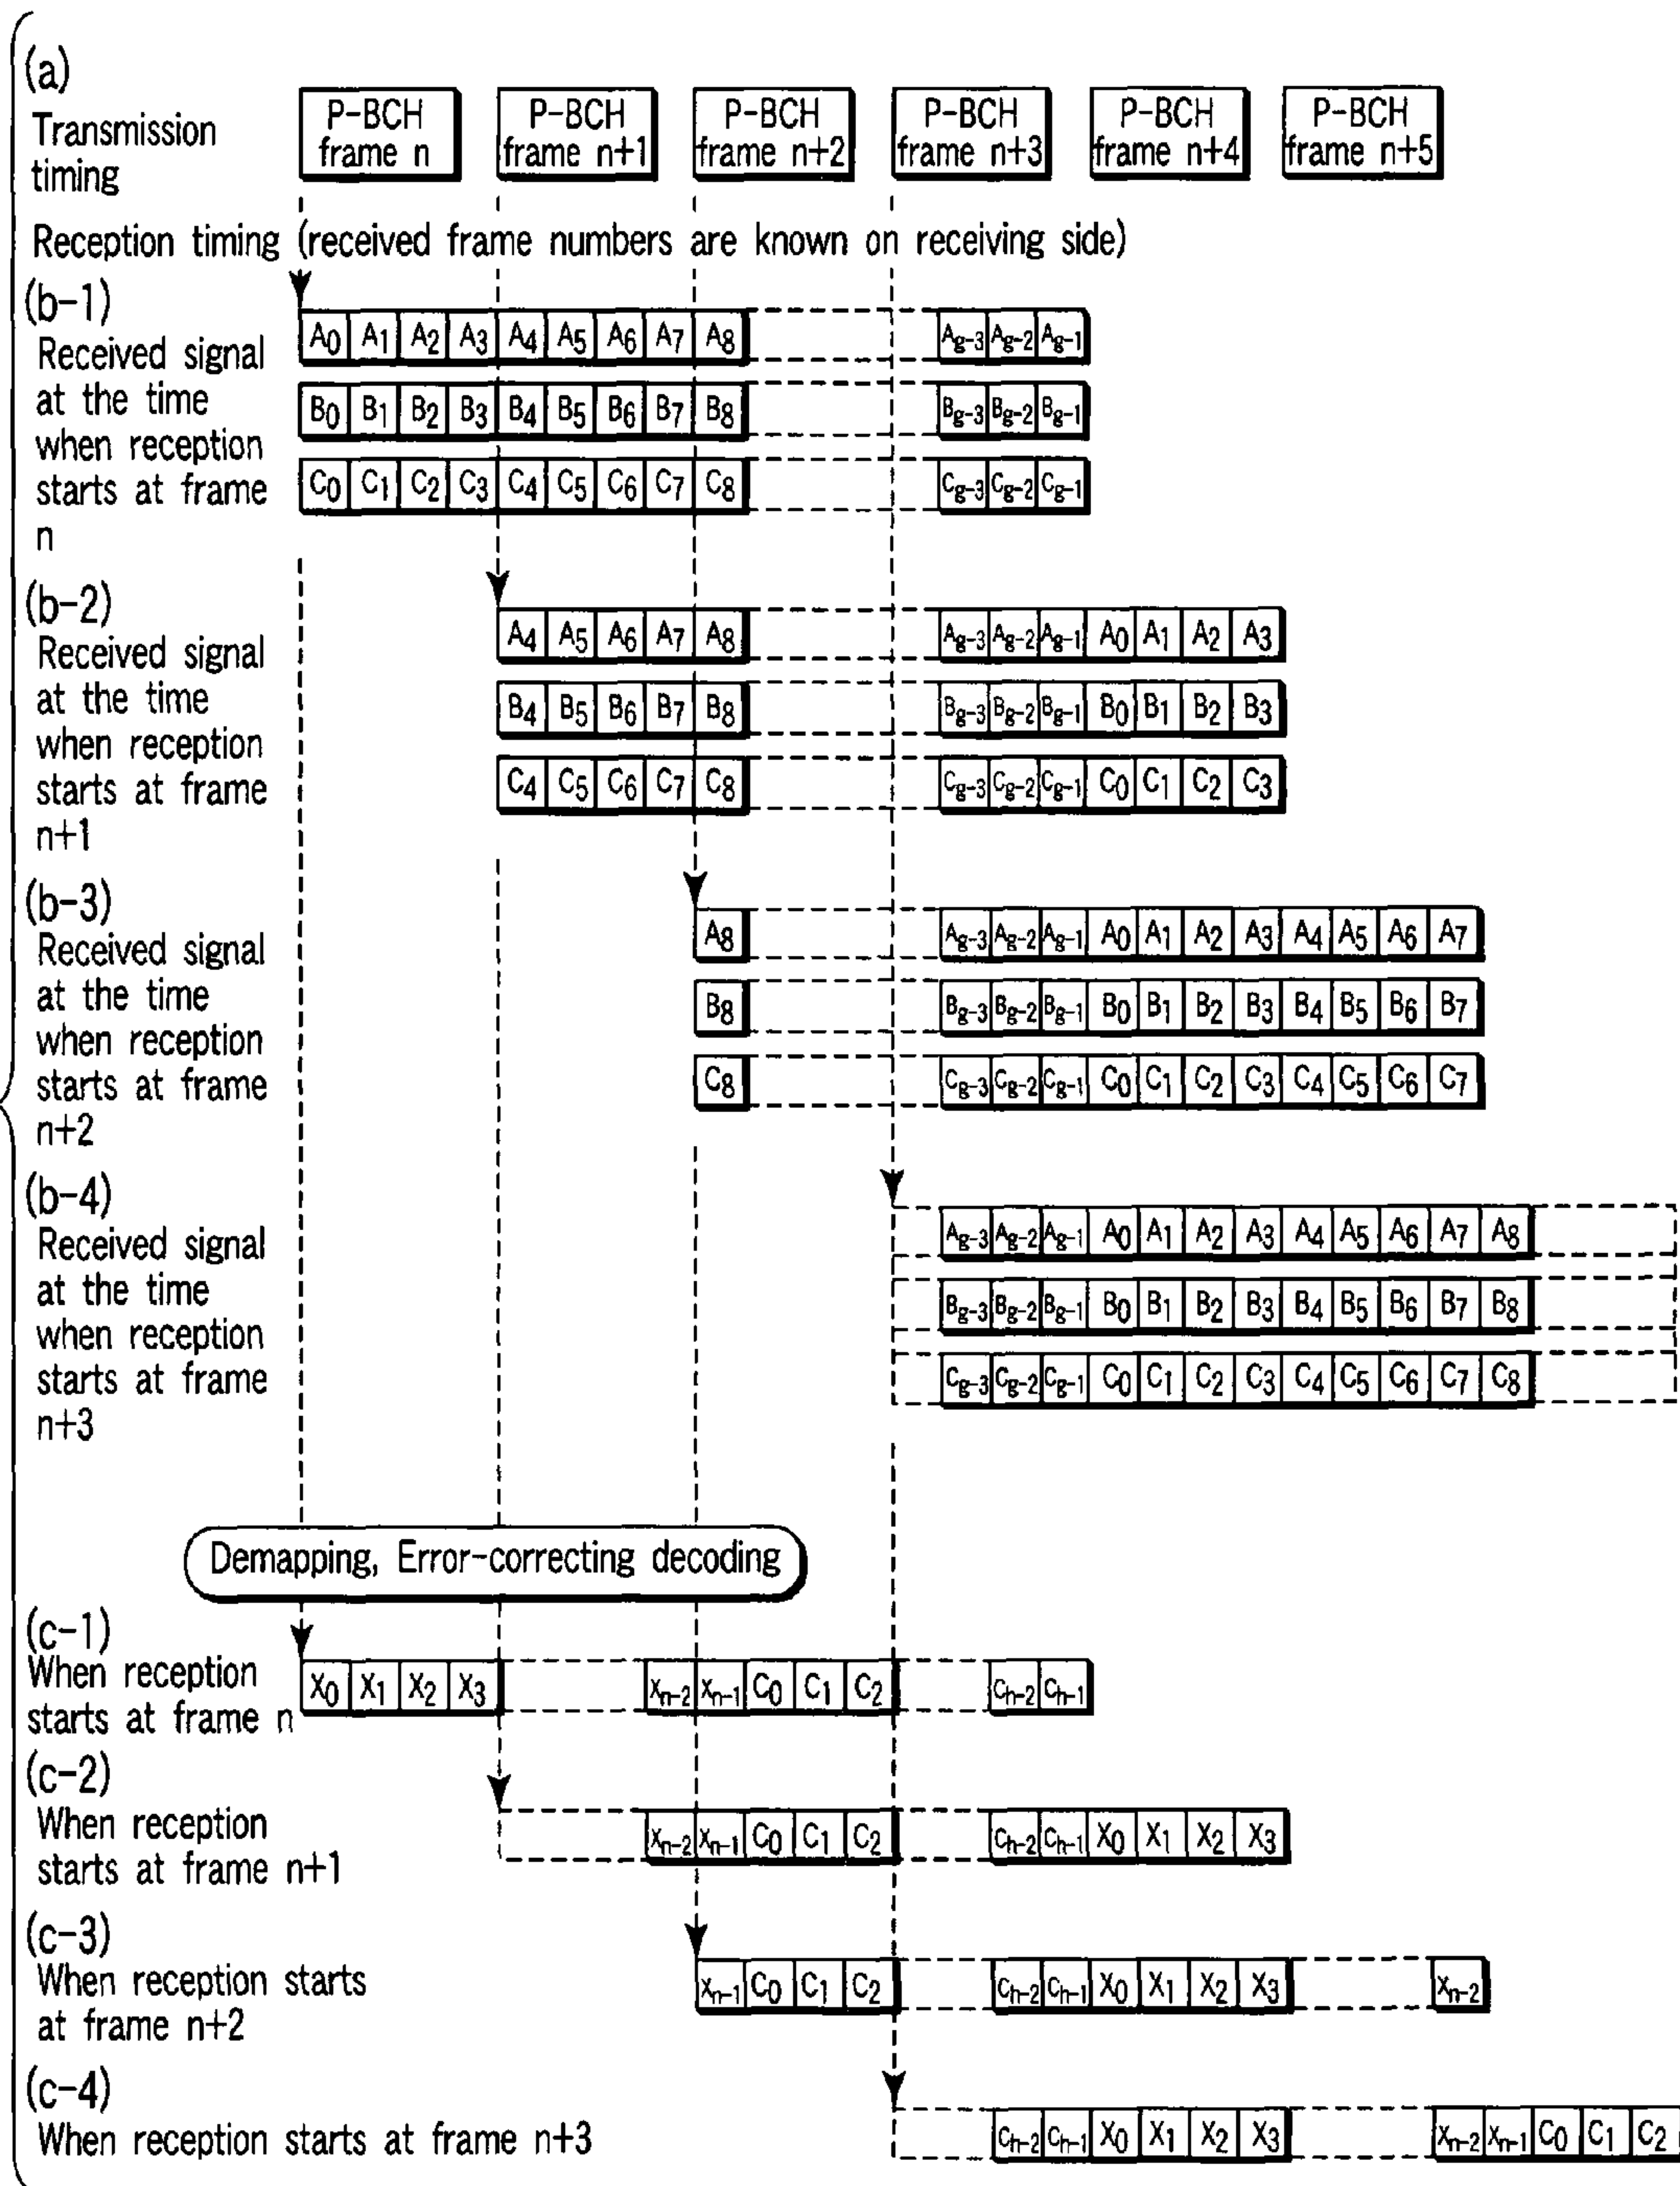 (a)
Transmission
timing
P-BCH
frame n
P-BCH
frame n+1
P-BCH
frame n+2
P-BCH
frame n+3
P-BCH
frame n+4
P-BCH
frame n+5
Reception timing (received frame numbers are known on receiving side)
(b-1)
Received signal
at the time
when reception
starts at frame
n
A0 A1 A2 A3 A4 A5 A6 A7 A8 Ag-3 Ag-2 Ag-1
B0 B1 B2 B3 B4 B5 B6 B7 B8 Bg-3 Bg-2 Bg-1
C0 C1 C2 C3 C4 C5 C6 C7 C8 Cg-3 Cg-2 Cg-1
(b-2)
Received signal
at the time
when reception
starts at frame
n+1
A4 A5 A6 A7 A8 Ag-3 Ag-2 Ag-1 A0 A1 A2 A3
B4 B5 B6 B7 B8 Bg-3 Bg-2 Bg-1 B0 B1 B2 B3
C4 C5 C6 C7 C8 Cg-3 Cg-2 Cg-1 C0 C1 C2 C3
(b-3)
Received signal
at the time
when reception
starts at frame
n+2
A8 Ag-3 Ag-2 Ag-1 A0 A1 A2 A3 A4 A5 A6 A7
B8 Bg-3 Bg-2 Bg-1 B0 B1 B2 B3 B4 B5 B6 B7
C8 Cg-3 Cg-2 Cg-1 C0 C1 C2 C3 C4 C5 C6 C7
(b-4)
Received signal
at the time
when reception
starts at frame
n+3
Ag-3 Ag-2 Ag-1 A0 A1 A2 A3 A4 A5 A6 A7 A8
Bg-3 Bg-2 Bg-1 B0 B1 B2 B3 B4 B5 B6 B7 B8
Cg-3 Cg-2 Cg-1 C0 C1 C2 C3 C4 C5 C6 C7 C8
Demapping, Error-correcting decoding
(c-1)
When reception
starts at frame n
X0 X1 X2 X3 Xn-2 Xn-1 C0 C1 C2 Ch-2 Ch-1
(c-2)
When reception
starts at frame n+1
Xn-2 Xn-1 C0 C1 C2 Ch-2 Ch-1 X0 X1 X2 X3
(c-3)
When reception starts
at frame n+2
Xn-1 C0 C1 C2 Ch-2 Ch-1 X0 X1 X2 X3 Xn-2
(c-4)
When reception starts at frame n+3
Ch-2 Ch-1 X0 X1 X2 X3 Xn-2 Xn-1 C0 C1 C2